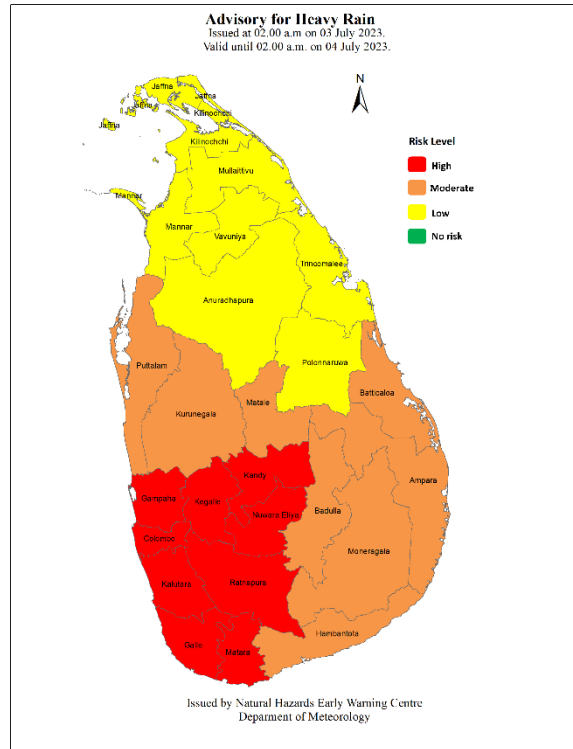 Advisory for Heavy Rain
Issued at 02.00 a.m on 03 July 2023.
Valid until 02.00 a.m. on 04 July 2023.
N
Jaffna
Jaffna
Jaffna
Jaffna
Kilinochchi
Kilinochchi
Mullaittivu
Mannar
Mannar
Vavuniya
Trincomalee
Anuradhapura
Polonnaruwa
Puttalam
Kurunegala
Matale
Batticaloa
Kandy
Ampara
Gampaha
Kegalle
Nuwara Eliya
Badulla
Colombo
Moneragala
Kalutara
Ratnapura
Hambantota
Galle
Matara
Risk Level
High
Moderate
Low
No risk
Issued by Natural Hazards Early Warning Centre
Deparment of Meteorology